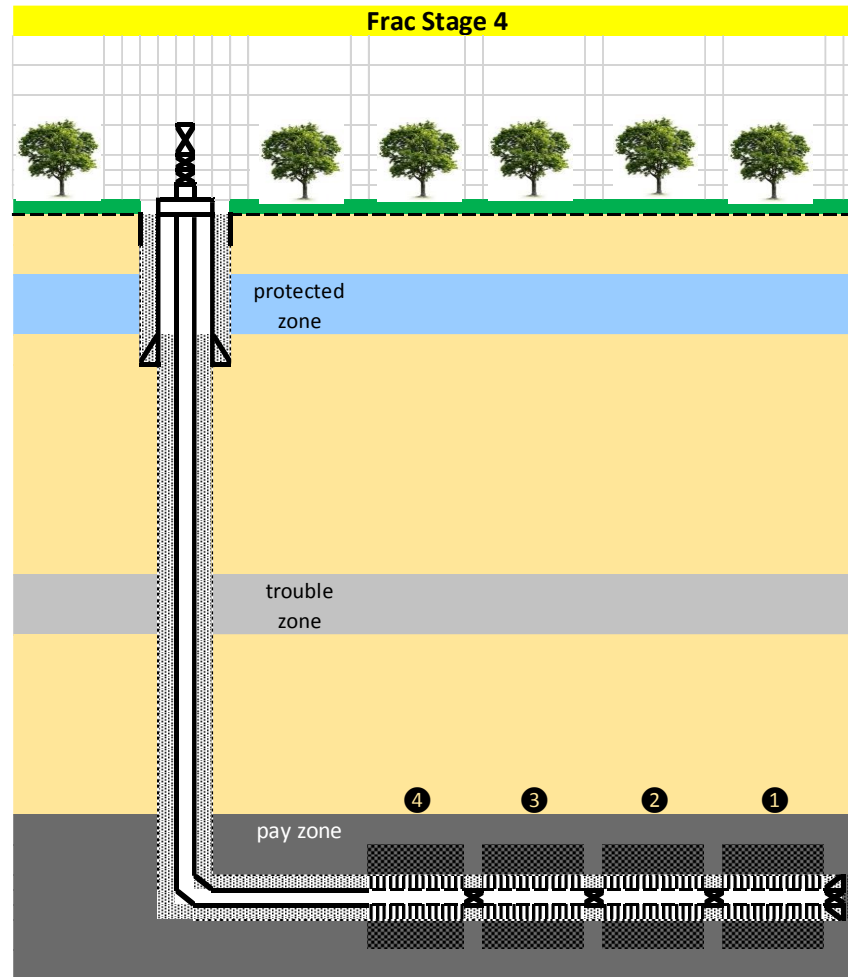 Frac Stage 4
protected
zone
trouble
zone
❹ ❸ ❷ ❶
pay zone